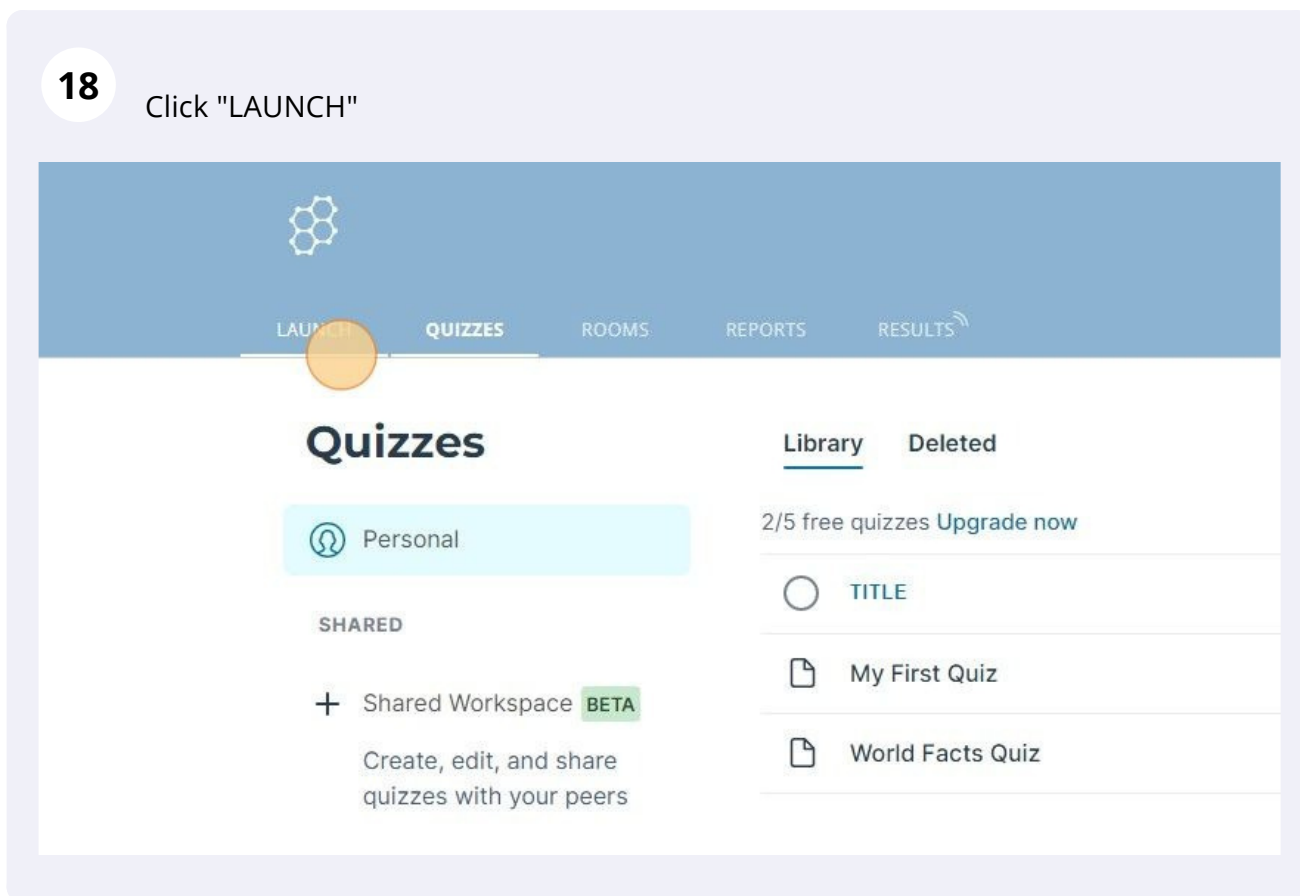 18
Click "LAUNCH"
LAUNCH QUIZZES ROOMS REPORTS RESULTS
Quizzes
Library Deleted
Personal
2/5 free quizzes Upgrade now
TITLE
SHARED
My First Quiz
Shared Workspace BETA
World Facts Quiz
Create, edit, and share
quizzes with your peers